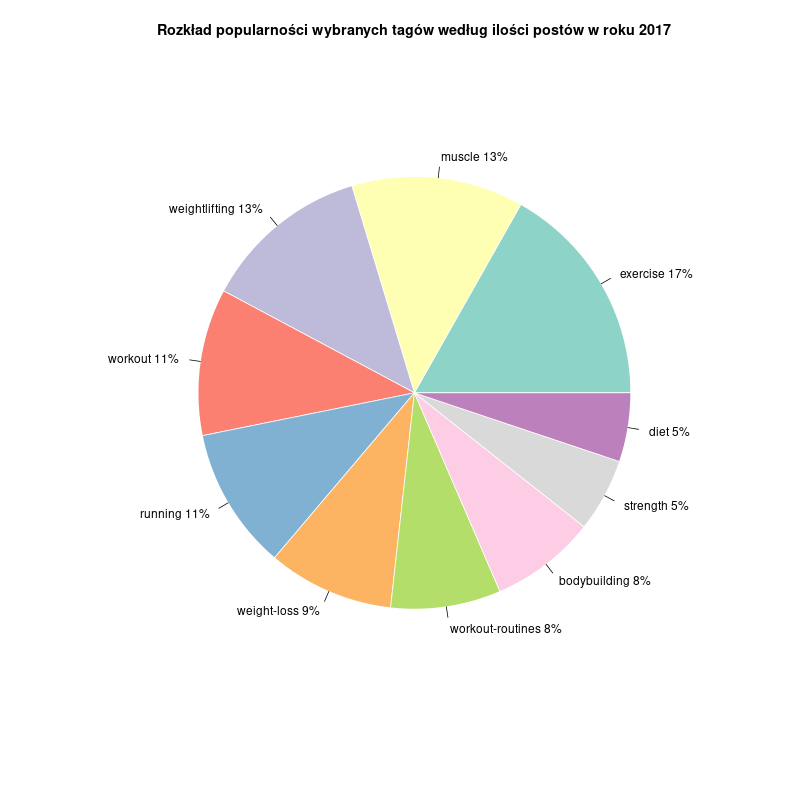 Rozkład popularności wybranych tagów według ilości postów w roku 2017
muscle 13%
weightlifting 13%
exercise 17%
workout 11%
diet 5%
strength 5%
running 11%
bodybuilding 8%
weight-loss 9%
workout-routines 8%